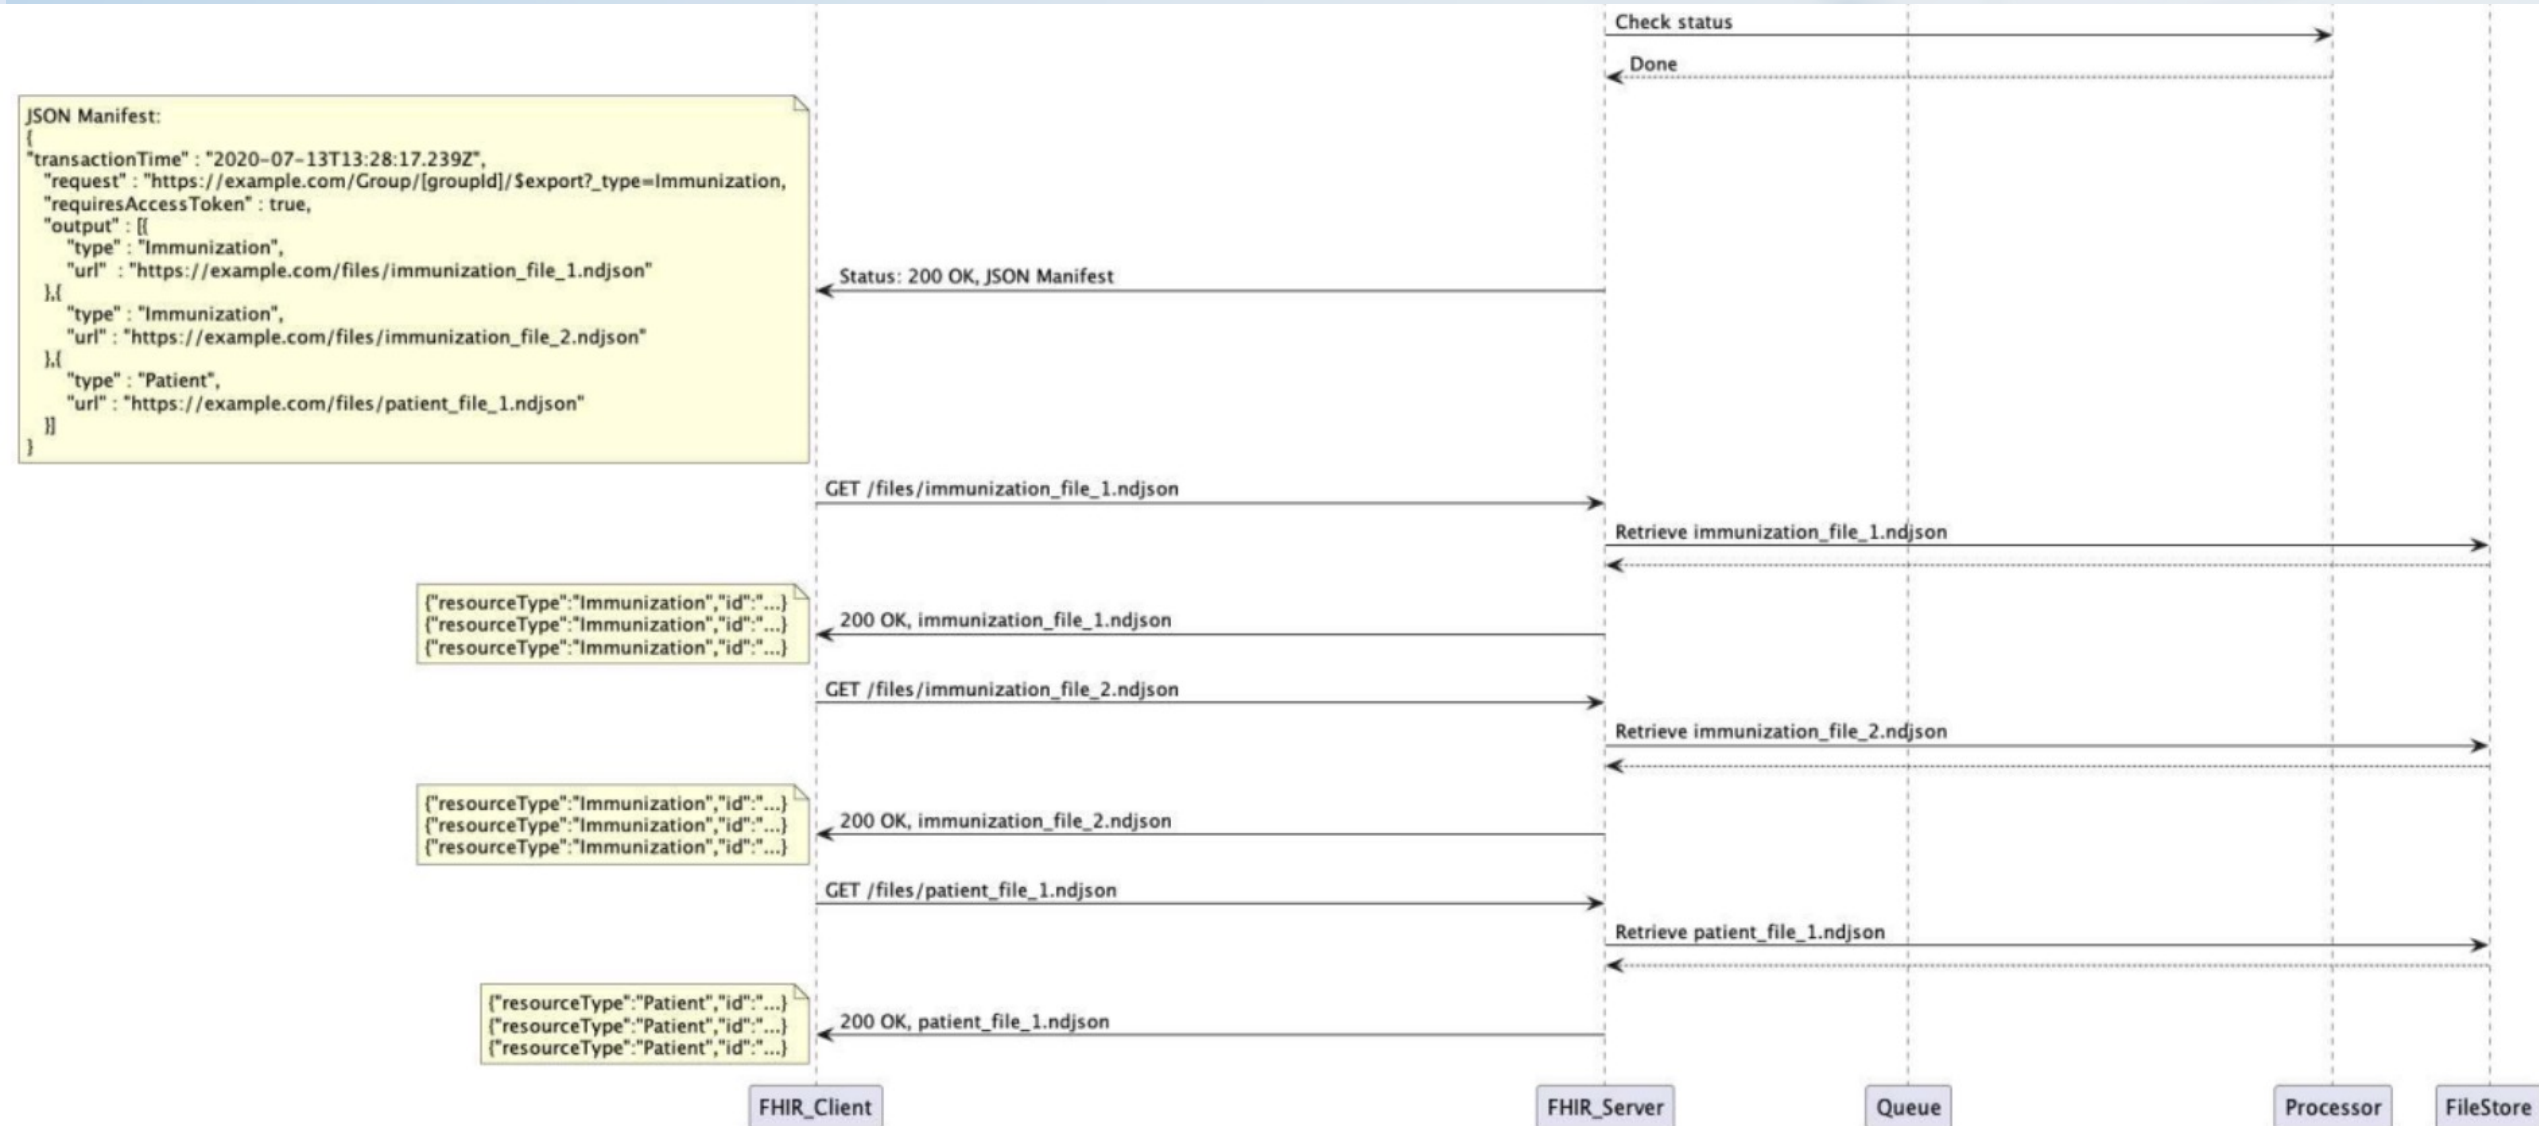 Check status
Done
JSON Manifest:
{
"transactionTime" : "2020-07-13T13:28:17.239Z",
"request" : "https://example.com/Group/[groupId]/$export?_type=Immunization,
"requiresAccessToken" : true,
"output" : [{
"type" : "Immunization",
"url" : "https://example.com/files/immunization_file_1.ndjson"
},{
"type" : "Immunization",
"url" : "https://example.com/files/immunization_file_2.ndjson"
},{
"type" : "Patient",
"url" : "https://example.com/files/patient_file_1.ndjson"
}]
}
Status: 200 OK, JSON Manifest
GET /files/immunization_file_1.ndjson
Retrieve immunization_file_1.ndjson
{"resourceType":"Immunization","id":"...}
{"resourceType":"Immunization","id":"...}
{"resourceType":"Immunization","id":"...}
200 OK, immunization_file_1.ndjson
GET /files/immunization_file_2.ndjson
Retrieve immunization_file_2.ndjson
{"resourceType":"Immunization","id":"...}
{"resourceType":"Immunization","id":"...}
{"resourceType":"Immunization","id":"...}
200 OK, immunization_file_2.ndjson
GET /files/patient_file_1.ndjson
Retrieve patient_file_1.ndjson
{"resourceType":"Patient","id":"...}
{"resourceType":"Patient","id":"...}
{"resourceType":"Patient","id":"...}
200 OK, patient_file_1.ndjson
FHIR_Client
FHIR_Server
Queue
Processor
FileStore